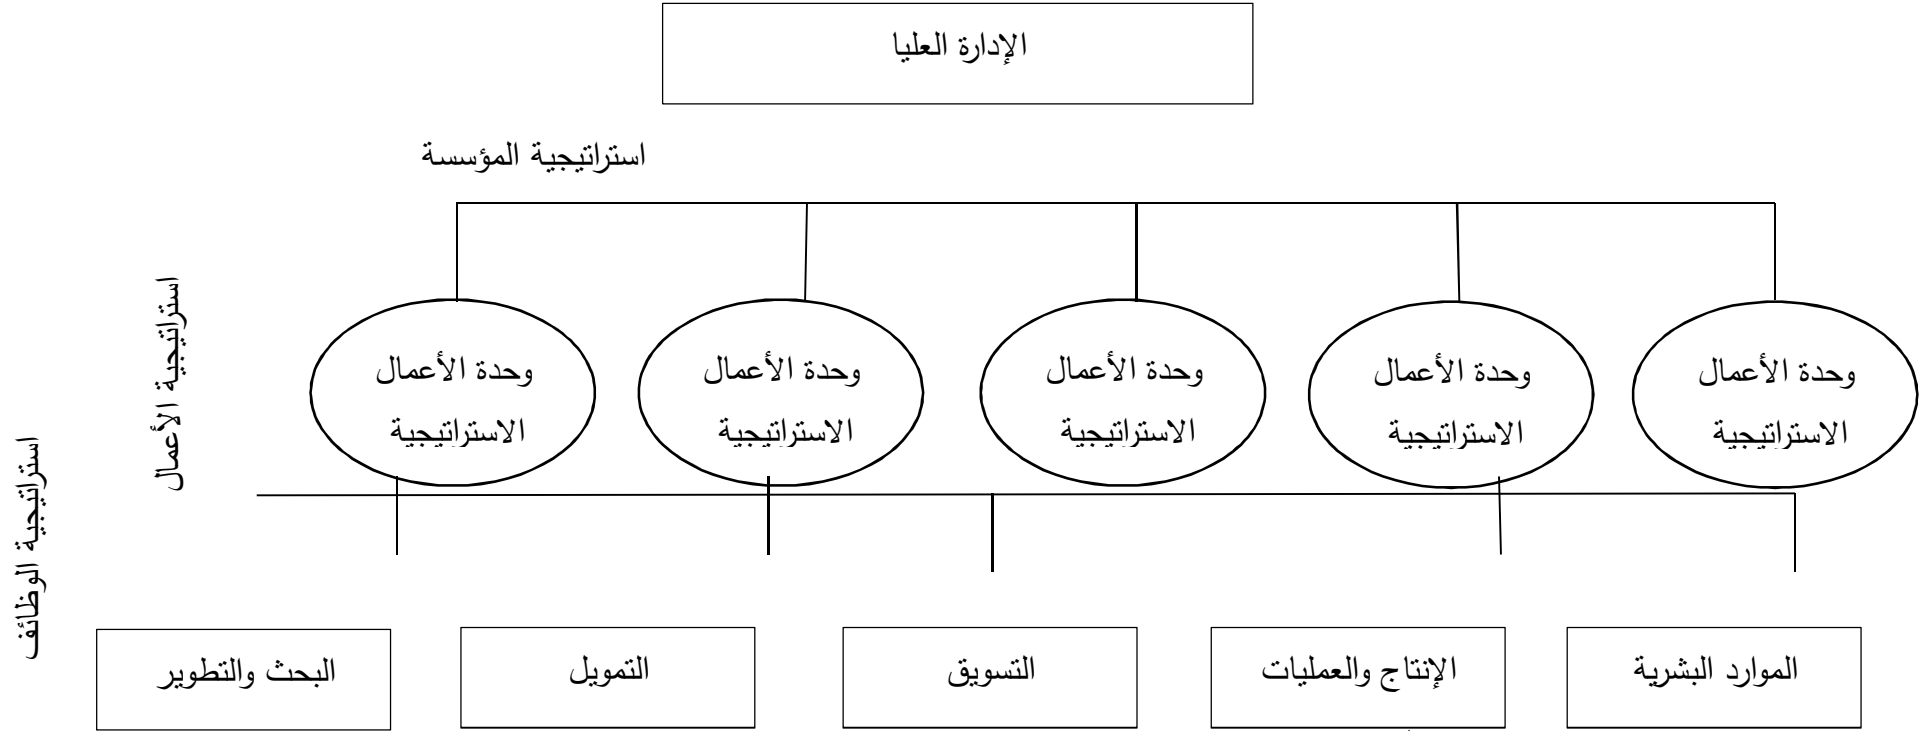 الإدارة العليا
استراتيجية المؤسسة
استراتيجية الأعمال
وحدة الأعمال
الاستراتيجية
وحدة الأعمال
الاستراتيجية
وحدة الأعمال
الاستراتيجية
وحدة الأعمال
الاستراتيجية
وحدة الأعمال
الاستراتيجية
استراتيجية الوظائف
الموارد البشرية
الإنتاج والعمليات
التسويق
التمويل
البحث والتطوير